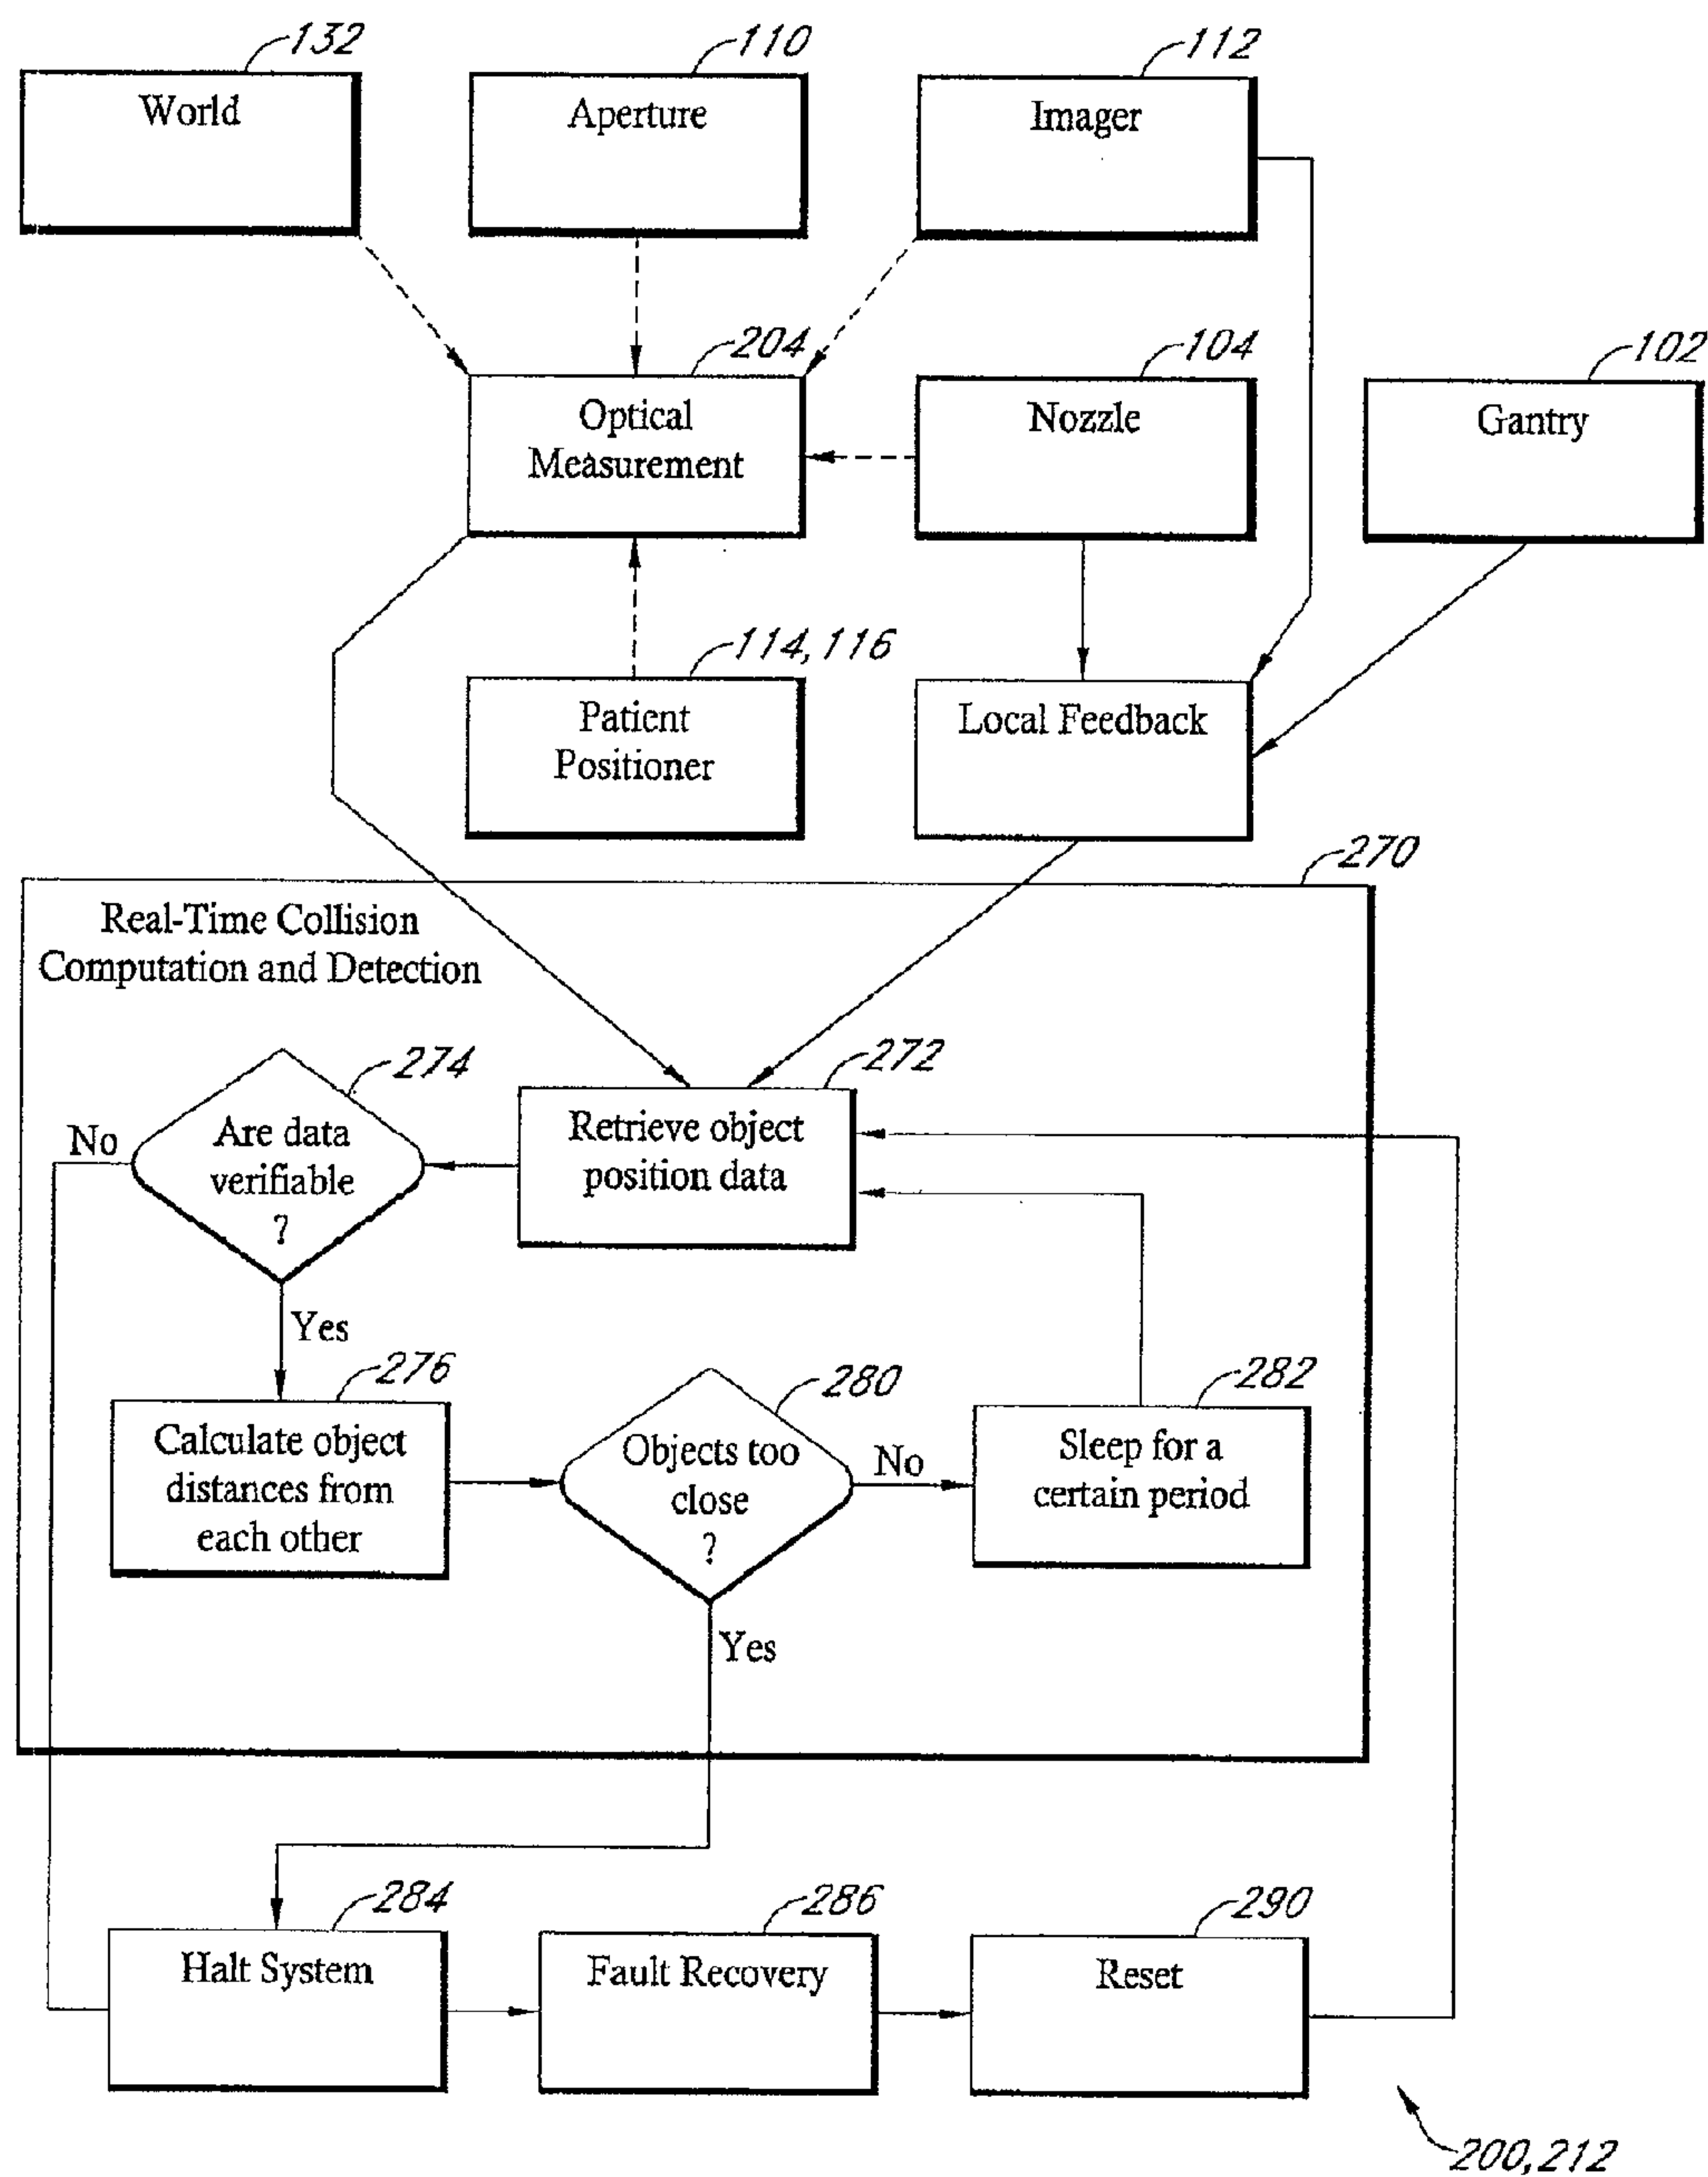 132
110
112
World
Aperture
Imager
204
104
102
Optical
Measurement
Nozzle
Gantry
114, 116
Patient
Positioner
Local Feedback
270
Real-Time Collision
Computation and Detection
274
272
No
Are data
verifiable
?
Retrieve object
position data
Yes
276
280
282
Calculate object
distances from
each other
Objects too
close
?
No
Sleep for a
certain period
Yes
284
286
290
Halt System
Fault Recovery
Reset
200, 212